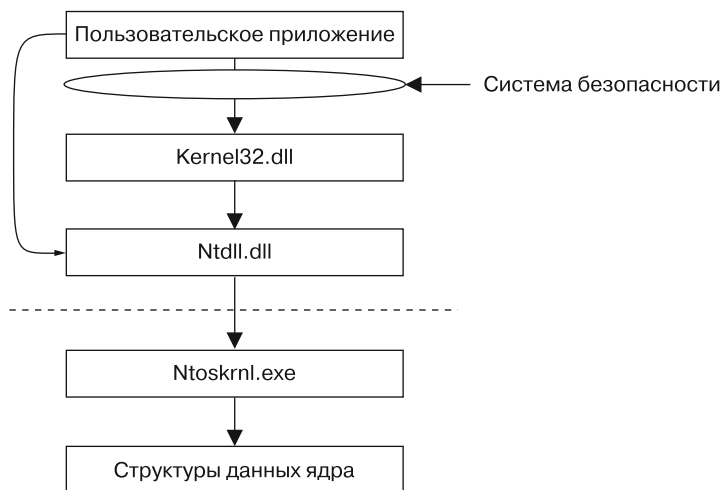 Пользовательское приложение
Система безопасности
Kernel32.dll
Ntdll.dll
Ntoskrnl.exe
Структуры данных ядра